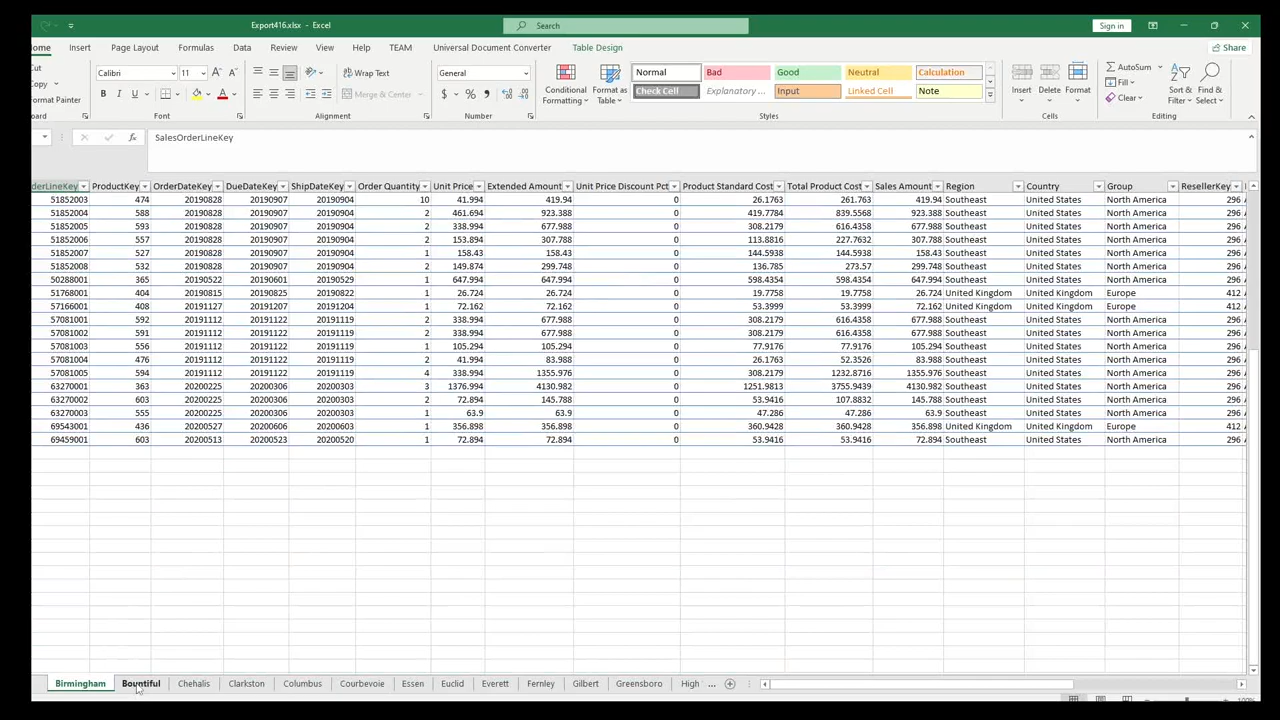 Export416.xlsx - Excel
Search
Sign in
Home Insert Page Layout Formulas Data Review View Help TEAM Universal Document Converter Table Design Share
Cut
Copy
Format Painter
Calibri 11
General
Wrap Text
Merge & Center
Conditional Formatting
Format as Table
Normal Bad Good Neutral Calculation
Check Cell Explanatory ... Input Linked Cell Note
Insert Delete Format
AutoSum
Fill
Clear
Sort & Filter
Find & Select
Font Alignment Number Styles Cells Editing
SalesOrderLineKey
derLineKey ProductKey OrderDateKey DueDateKey ShipDateKey Order Quantity Unit Price Extended Amount Unit Price Discount Pct Product Standard Cost Total Product Cost Sales Amount Region Country Group ResellerKey
51852003 474 20190828 20190907 20190904 10 41.994 419.94 0 26.1763 261.763 419.94 Southeast United States North America 296
51852004 588 20190828 20190907 20190904 2 461.694 923.388 0 419.7784 839.5568 923.388 Southeast United States North America 296
51852005 593 20190828 20190907 20190904 2 338.994 677.988 0 308.2179 616.4358 677.988 Southeast United States North America 296
51852006 557 20190828 20190907 20190904 2 153.894 307.788 0 113.8816 227.7632 307.788 Southeast United States North America 296
51852007 527 20190828 20190907 20190904 1 158.43 158.43 0 144.5938 144.5938 158.43 Southeast United States North America 296
51852008 532 20190828 20190907 20190904 2 149.874 299.748 0 136.785 273.57 299.748 Southeast United States North America 296
50288001 365 20190522 20190601 20190529 1 647.994 647.994 0 598.4354 598.4354 647.994 Southeast United States North America 296
51768001 404 20190815 20190825 20190822 1 26.724 26.724 0 19.7758 19.7758 26.724 United Kingdom United Kingdom Europe 412
57166001 408 20191127 20191207 20191204 1 72.162 72.162 0 53.3999 53.3999 72.162 United Kingdom United Kingdom Europe 412
57081001 592 20191112 20191122 20191119 2 338.994 677.988 0 308.2179 616.4358 677.988 Southeast United States North America 296
57081002 591 20191112 20191122 20191119 2 338.994 677.988 0 308.2179 616.4358 677.988 Southeast United States North America 296
57081003 556 20191112 20191122 20191119 1 105.294 105.294 0 77.9176 77.9176 105.294 Southeast United States North America 296
57081004 476 20191112 20191122 20191119 2 41.994 83.988 0 26.1763 52.3526 83.988 Southeast United States North America 296
57081005 594 20191112 20191122 20191119 4 338.994 1355.976 0 308.2179 1232.8716 1355.976 Southeast United States North America 296
63270001 363 20200225 20200306 20200303 3 1376.994 4130.982 0 1251.9813 3755.9439 4130.982 Southeast United States North America 296
63270002 603 20200225 20200306 20200303 2 72.894 145.788 0 53.9416 107.8832 145.788 Southeast United States North America 296
63270003 555 20200225 20200306 20200303 1 63.9 63.9 0 47.286 47.286 63.9 Southeast United States North America 296
69543001 436 20200527 20200606 20200603 1 356.898 356.898 0 360.9428 360.9428 356.898 United Kingdom United Kingdom Europe 412
69459001 603 20200513 20200523 20200520 1 72.894 72.894 0 53.9416 53.9416 72.894 Southeast United States North America 296
Birmingham Bountiful Chehalis Clarkston Columbus Courbevoie Essen Euclid Everett Fernley Gilbert Greensboro High ...